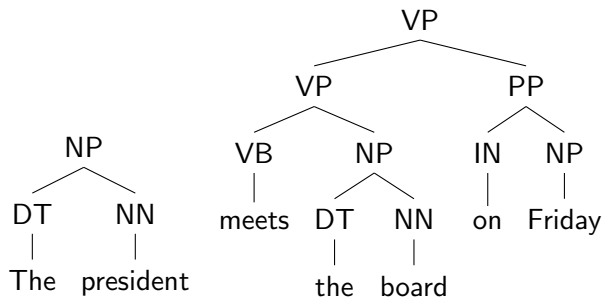 VP
VP PP
NP VB NP IN NP
DT NN meets DT NN on Friday
The president the board